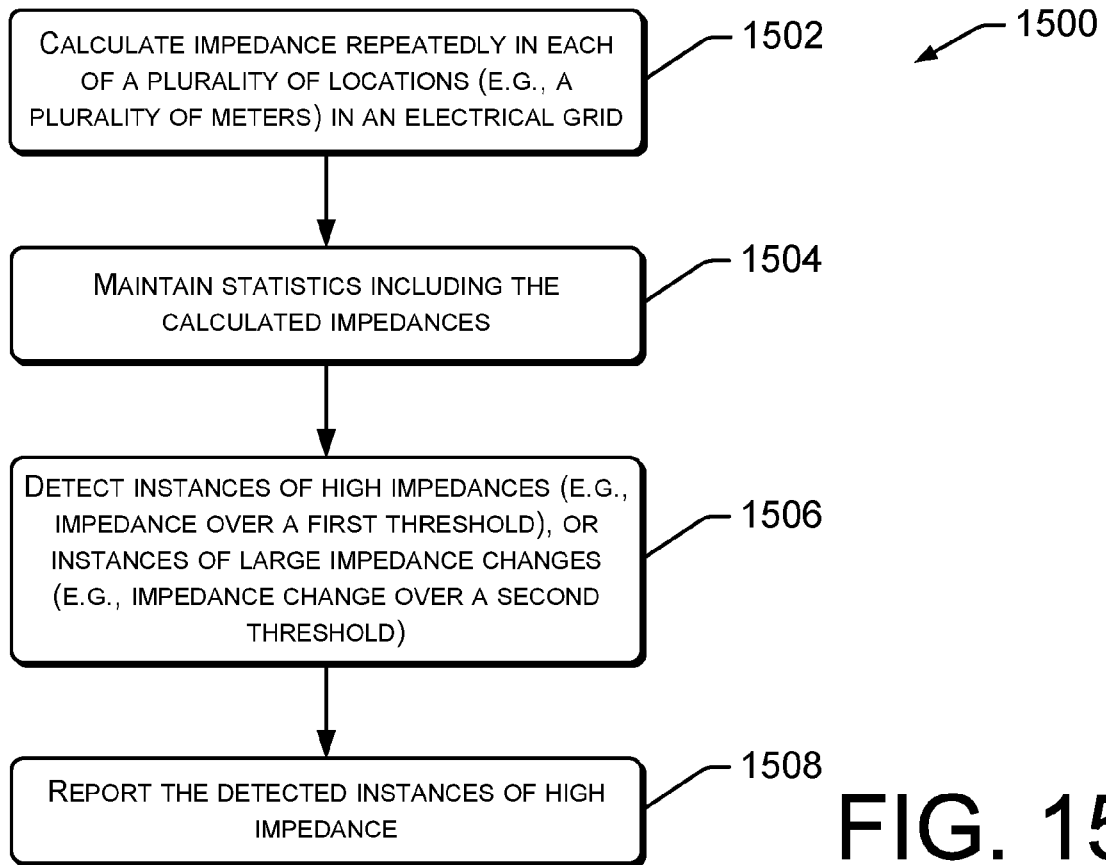 CALCULATE IMPEDANCE REPEATEDLY IN EACH
OF A PLURALITY OF LOCATIONS (E.G., A
PLURALITY OF METERS) IN AN ELECTRICAL GRID
1502
1500
MAINTAIN STATISTICS INCLUDING THE
CALCULATED IMPEDANCES
1504
DETECT INSTANCES OF HIGH IMPEDANCES (E.G.,
IMPEDANCE OVER A FIRST THRESHOLD), OR
INSTANCES OF LARGE IMPEDANCE CHANGES
(E.G., IMPEDANCE CHANGE OVER A SECOND
THRESHOLD)
1506
REPORT THE DETECTED INSTANCES OF HIGH
IMPEDANCE
1508
FIG. 15